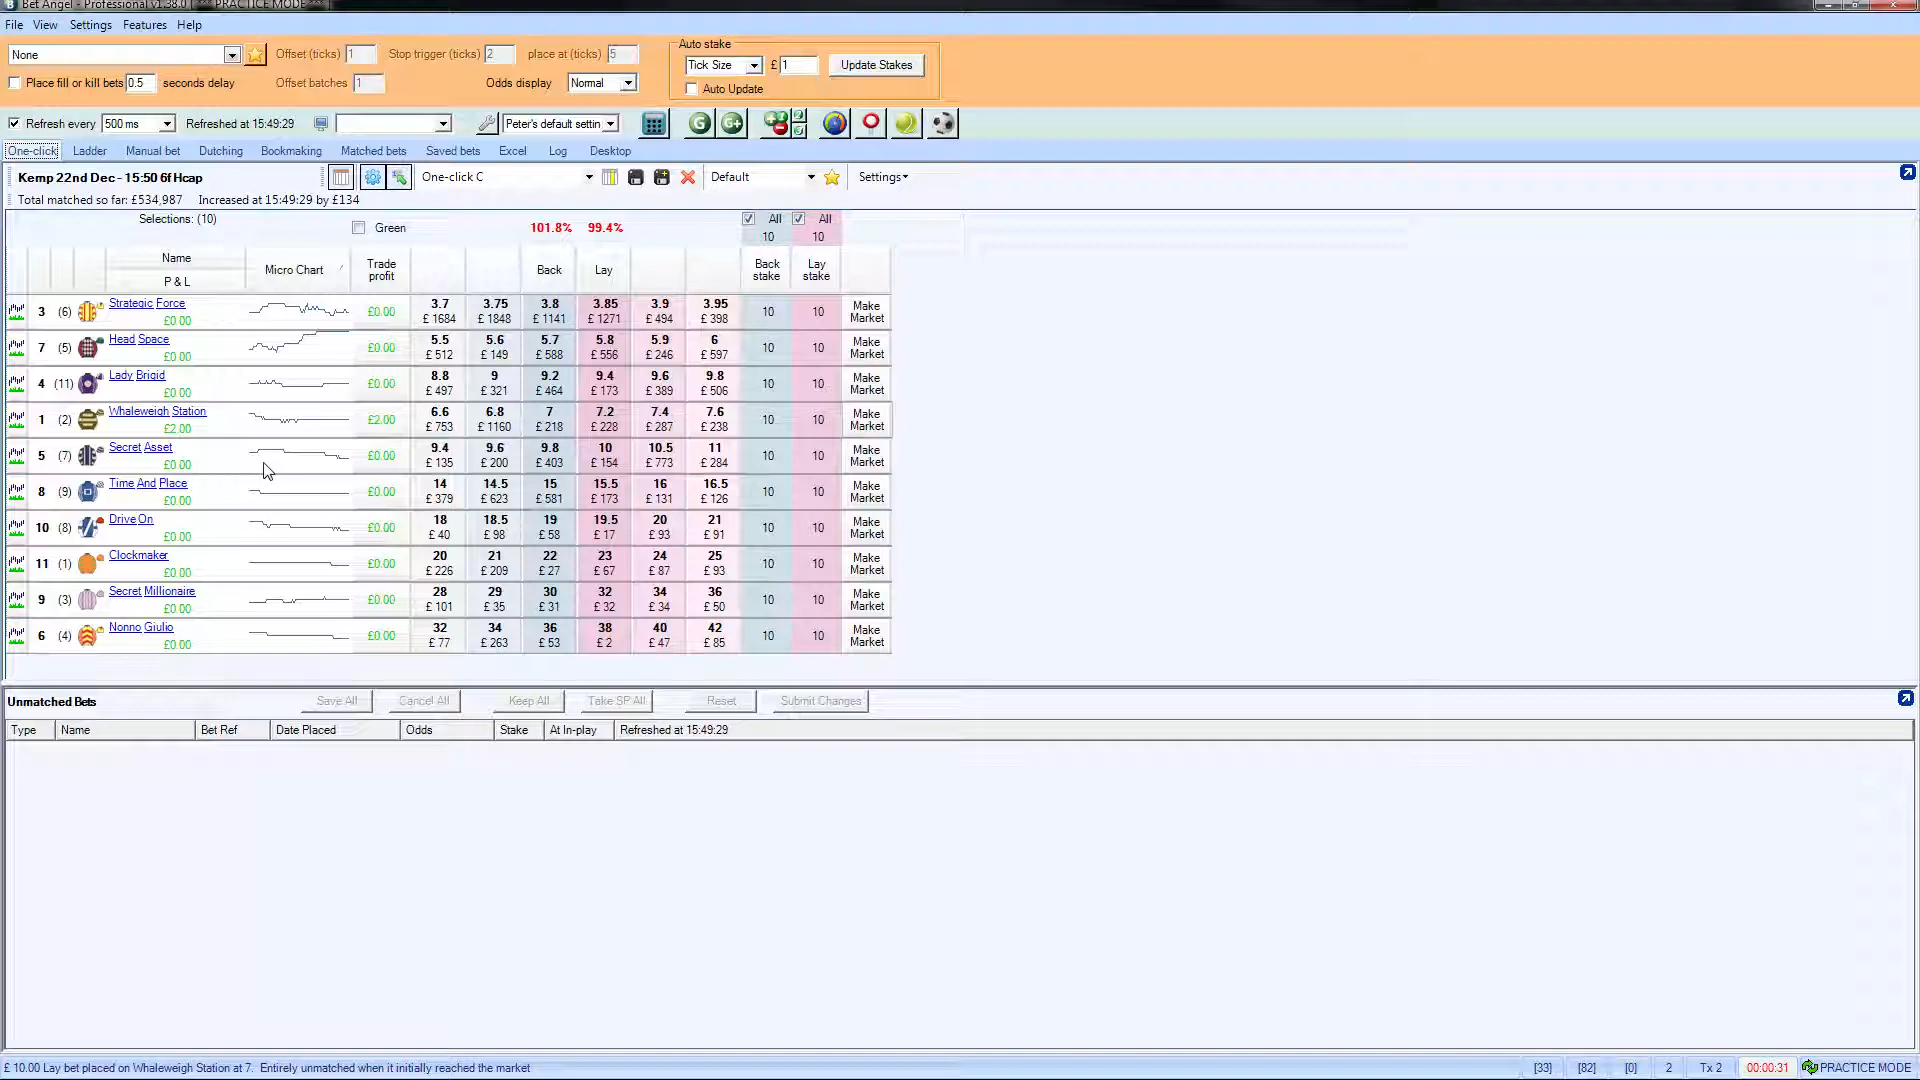 Bet Angel - Professional v1.38.0 [ *** PRACTICE MODE *** ]
File View Settings Features Help
None
Offset (ticks) 1 Stop trigger (ticks) 2 place at (ticks) 5
Auto stake
Tick Size £ 1 Update Stakes
Place fill or kill bets 0.5 seconds delay Offset batches 1 Odds display Normal
Auto Update
Refresh every 500 ms Refreshed at 15:49:29 Peter's default settin G G+
One-click Ladder Manual bet Dutching Bookmaking Matched bets Saved bets Excel Log Desktop
Kemp 22nd Dec - 15:50 6f Hcap One-click C Default Settings
Total matched so far: £534,987 Increased at 15:49:29 by £134
Selections: (10) Green 101.8% 99.4% All All
10 10
Name Micro Chart Trade profit Back Lay Back stake Lay stake
P & L
3 (6) Strategic Force £0.00 3.7 3.75 3.8 3.85 3.9 3.95 10 10 Make Market
£0.00 £ 1684 £ 1848 £ 1141 £ 1271 £ 494 £ 398
7 (5) Head Space £0.00 5.5 5.6 5.7 5.8 5.9 6 10 10 Make Market
£0.00 £ 512 £ 149 £ 588 £ 556 £ 246 £ 597
4 (11) Lady Brigid £0.00 8.8 9 9.2 9.4 9.6 9.8 10 10 Make Market
£0.00 £ 497 £ 321 £ 464 £ 173 £ 389 £ 506
1 (2) Whaleweigh Station £2.00 6.6 6.8 7 7.2 7.4 7.6 10 10 Make Market
£2.00 £ 753 £ 1160 £ 218 £ 228 £ 287 £ 238
5 (7) Secret Asset £0.00 9.4 9.6 9.8 10 10.5 11 10 10 Make Market
£0.00 £ 135 £ 200 £ 403 £ 154 £ 773 £ 284
8 (9) Time And Place £0.00 14 14.5 15 15.5 16 16.5 10 10 Make Market
£0.00 £ 379 £ 623 £ 581 £ 173 £ 131 £ 126
10 (8) Drive On £0.00 18 18.5 19 19.5 20 21 10 10 Make Market
£0.00 £ 40 £ 98 £ 58 £ 17 £ 93 £ 91
11 (1) Clockmaker £0.00 20 21 22 23 24 25 10 10 Make Market
£0.00 £ 226 £ 209 £ 27 £ 67 £ 87 £ 93
9 (3) Secret Millionaire £0.00 28 29 30 32 34 36 10 10 Make Market
£0.00 £ 101 £ 35 £ 31 £ 32 £ 34 £ 50
6 (4) Nonno Giulio £0.00 32 34 36 38 40 42 10 10 Make Market
£0.00 £ 77 £ 263 £ 53 £ 2 £ 47 £ 85
Unmatched Bets Save All Cancel All Keep All Take SP All Reset Submit Changes
Type Name Bet Ref Date Placed Odds Stake At In-play Refreshed at 15:49:29
£ 10.00 Lay bet placed on Whaleweigh Station at 7. Entirely unmatched when it initially reached the market [33] [82] [0] 2 Tx 2 00:00:31 PRACTICE MODE